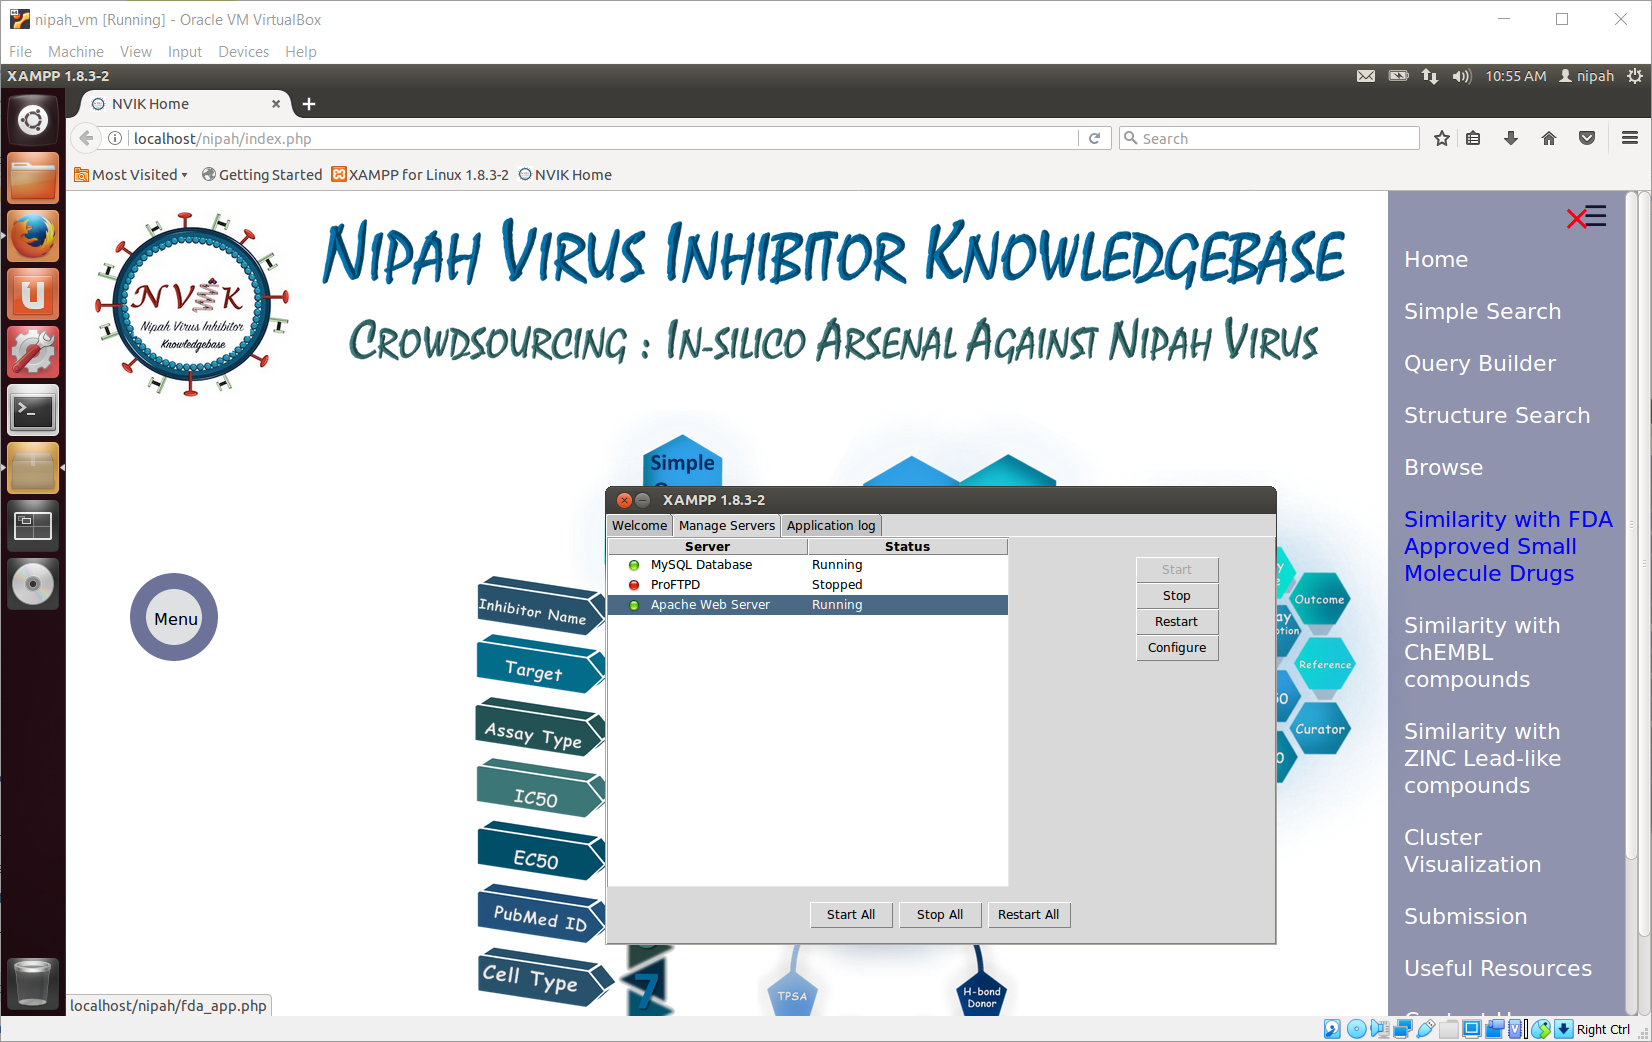 nipah_vm [Running] - Oracle VM VirtualBox
File Machine View Input Devices Help
XAMPP 1.8.3-2
10:55 AM nipah
NVIK Home
localhost/nipah/index.php
Search
Most Visited
Getting Started
XAMPP for Linux 1.8.3-2
NVIK Home
NVIK
Nipah Virus Inhibitor
Knowledgebase
NIPAH VIRUS INHIBITOR KNOWLEDGEBASE
CROWDSOURCING : IN-SILICO ARSENAL AGAINST NIPAH VIRUS
Menu
Simple
Inhibitor Name
Target
Assay Type
IC50
EC50
PubMed ID
Cell Type
7
TPSA
H-bond
Donor
Outcome
Reference
Curator
XAMPP 1.8.3-2
Welcome
Manage Servers
Application log
Server Status
MySQL Database Running
ProFTPD Stopped
Apache Web Server Running
Start
Stop
Restart
Configure
Start All
Stop All
Restart All
Home
Simple Search
Query Builder
Structure Search
Browse
Similarity with FDA
Approved Small
Molecule Drugs
Similarity with
ChEMBL
compounds
Similarity with
ZINC Lead-like
compounds
Cluster
Visualization
Submission
Useful Resources
localhost/nipah/fda_app.php
Right Ctrl